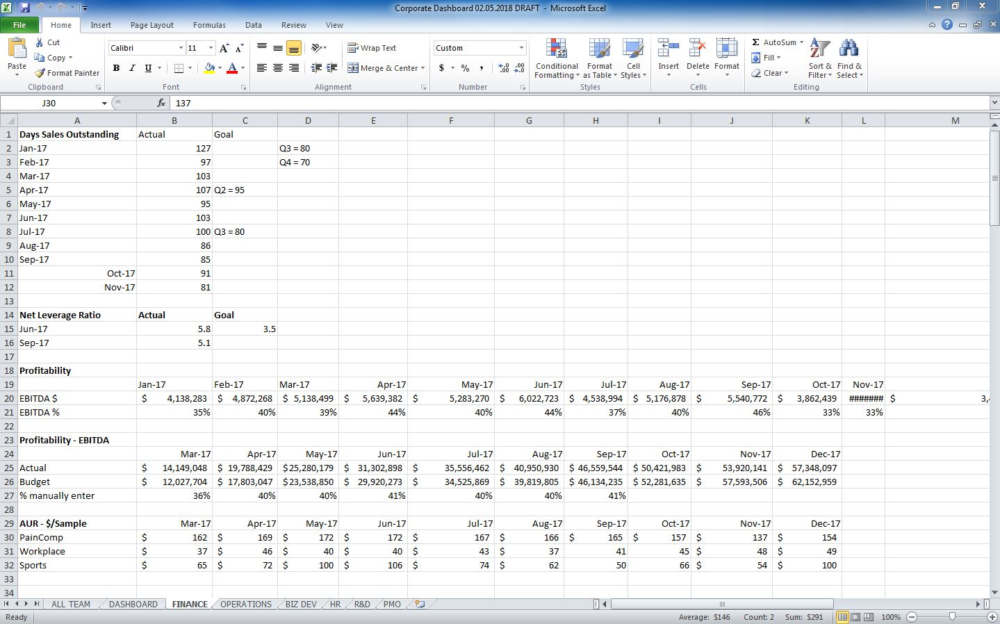 Corporate Dashboard 02.05.2018 DRAFT - Microsoft Excel
File Home Insert Page Layout Formulas Data Review View
Paste Cut Copy Format Painter Clipboard
Calibri 11 A A B I U A Font
Wrap Text Merge & Center Alignment
Custom $ % , .00 .00 Number
Conditional Formatting Format as Table Cell Styles Styles
Insert Delete Format Cells
Σ AutoSum Fill Clear Sort & Filter Find & Select Editing
J30 fx 137
A B C D E F G H I J K L M
1 Days Sales Outstanding Actual Goal
2 Jan-17 127 Q3 = 80
3 Feb-17 97 Q4 = 70
4 Mar-17 103
5 Apr-17 107 Q2 = 95
6 May-17 95
7 Jun-17 103
8 Jul-17 100 Q3 = 80
9 Aug-17 86
10 Sep-17 85
11 Oct-17 91
12 Nov-17 81
13
14 Net Leverage Ratio Actual Goal
15 Jun-17 5.8 3.5
16 Sep-17 5.1
17
18 Profitability
19 Jan-17 Feb-17 Mar-17 Apr-17 May-17 Jun-17 Jul-17 Aug-17 Sep-17 Oct-17 Nov-17
20 EBITDA $ $ 4,138,283 $ 4,872,268 $ 5,138,499 $ 5,639,382 $ 5,283,270 $ 6,022,723 $ 4,538,994 $ 5,176,878 $ 5,540,772 $ 3,862,439 ####### $ 3,
21 EBITDA % 35% 40% 39% 44% 40% 44% 37% 40% 46% 33% 33%
22
23 Profitability - EBITDA
24 Mar-17 Apr-17 May-17 Jun-17 Jul-17 Aug-17 Sep-17 Oct-17 Nov-17 Dec-17
25 Actual $ 14,149,048 $ 19,788,429 $ 25,280,179 $ 31,302,898 $ 35,556,462 $ 40,950,930 $ 46,559,544 $ 50,421,983 $ 53,920,141 $ 57,348,097
26 Budget $ 12,027,704 $ 17,803,047 $ 23,538,850 $ 29,920,273 $ 34,525,869 $ 39,819,805 $ 46,134,235 $ 52,281,635 $ 57,593,506 $ 62,152,959
27 % manually enter 36% 40% 40% 41% 40% 40% 41%
28
29 AUR - $/Sample Mar-17 Apr-17 May-17 Jun-17 Jul-17 Aug-17 Sep-17 Oct-17 Nov-17 Dec-17
30 PainComp $ 162 $ 169 $ 172 $ 172 $ 167 $ 166 $ 165 $ 157 $ 137 $ 154
31 Workplace $ 37 $ 46 $ 40 $ 40 $ 43 $ 37 41 45 $ 48 $ 49
32 Sports $ 65 $ 72 $ 100 $ 106 $ 74 $ 62 50 66 $ 54 $ 100
33
34
ALL TEAM DASHBOARD FINANCE OPERATIONS BIZ DEV HR R&D PMO
Ready Average: $146 Count: 2 Sum: $291 100%